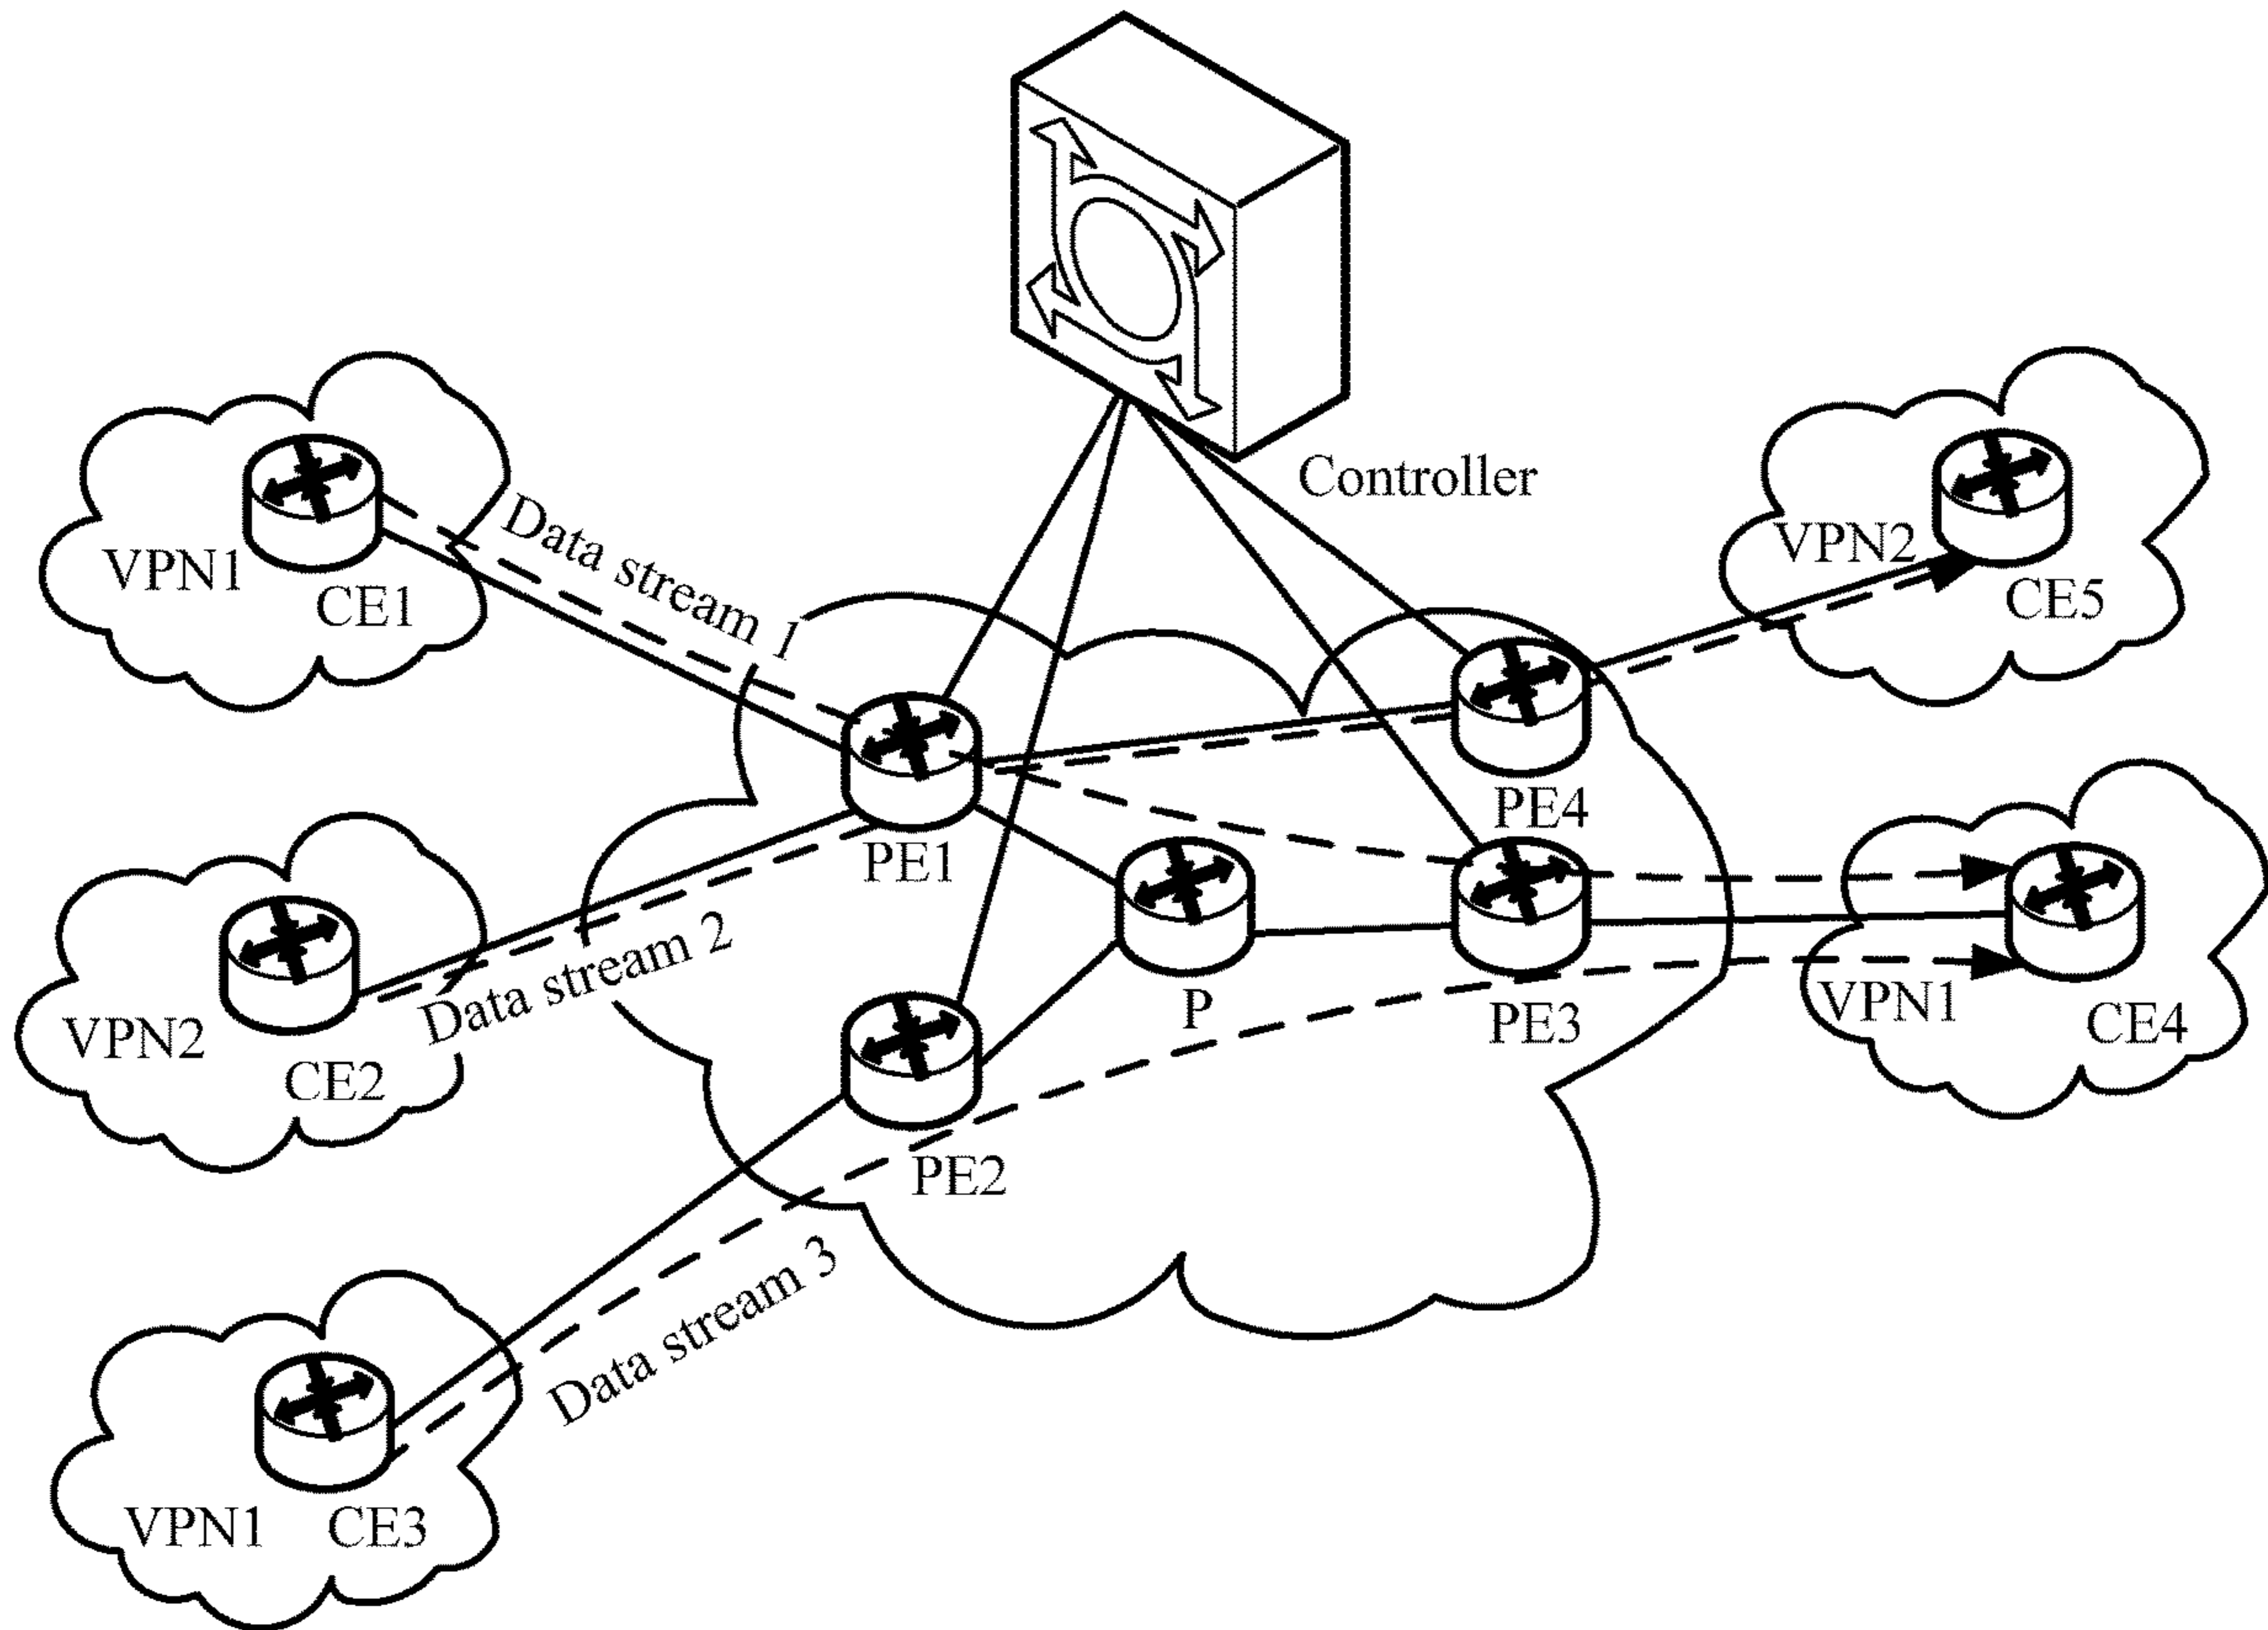 Controller
Data stream 1
VPN1
CE1
VPN2
CE5
PE4
PE1
Data stream 2
VPN2
CE2
P
PE3
VPN1
CE4
PE2
Data stream 3
VPN1
CE3